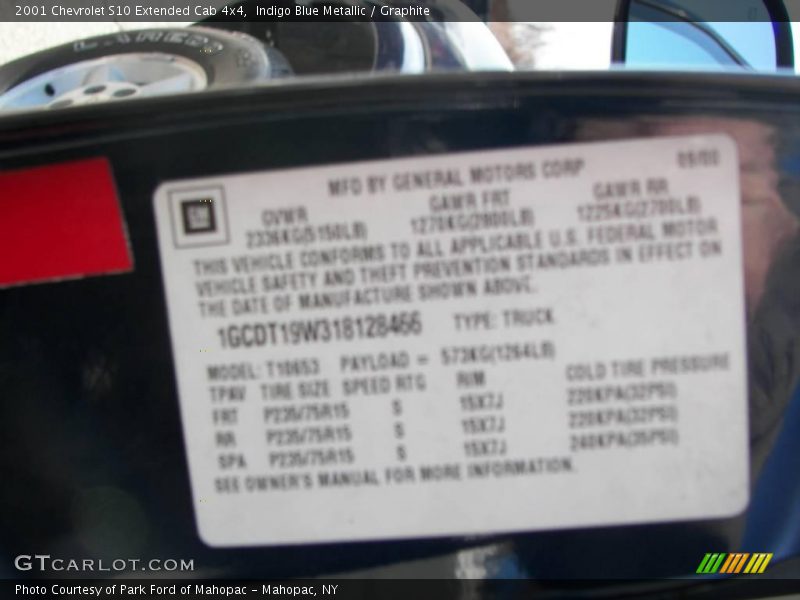 2001 Chevrolet S10 Extended Cab 4x4, Indigo Blue Metallic / Graphite
MFD BY GENERAL MOTORS CORP 09/00
GM
GVWR GAWR FRT GAWR RR
2336KG(5150LB) 1270KG(2800LB) 1225KG(2700LB)
THIS VEHICLE CONFORMS TO ALL APPLICABLE U.S. FEDERAL MOTOR
VEHICLE SAFETY AND THEFT PREVENTION STANDARDS IN EFFECT ON
THE DATE OF MANUFACTURE SHOWN ABOVE.
1GCDT19W318128466 TYPE: TRUCK
MODEL: T10653 PAYLOAD = 573KG(1264LB)
TPAV TIRE SIZE SPEED RTG RIM COLD TIRE PRESSURE
FRT P235/75R15 S 15X7J 220KPA(32PSI)
RR P235/75R15 S 15X7J 220KPA(32PSI)
SPA P235/75R15 S 15X7J 240KPA(35PSI)
SEE OWNER'S MANUAL FOR MORE INFORMATION.
GTCARLOT.COM
Photo Courtesy of Park Ford of Mahopac - Mahopac, NY